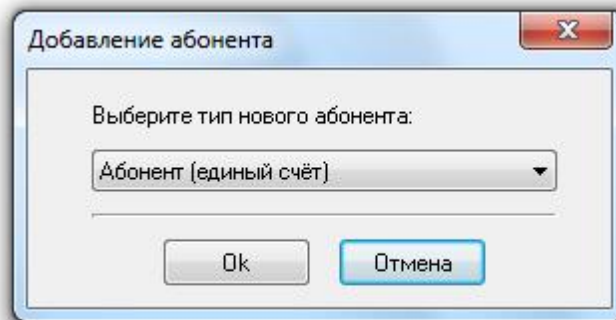 Добавление абонента
Выберите тип нового абонента:
Абонент (единый счёт)
Ok Отмена